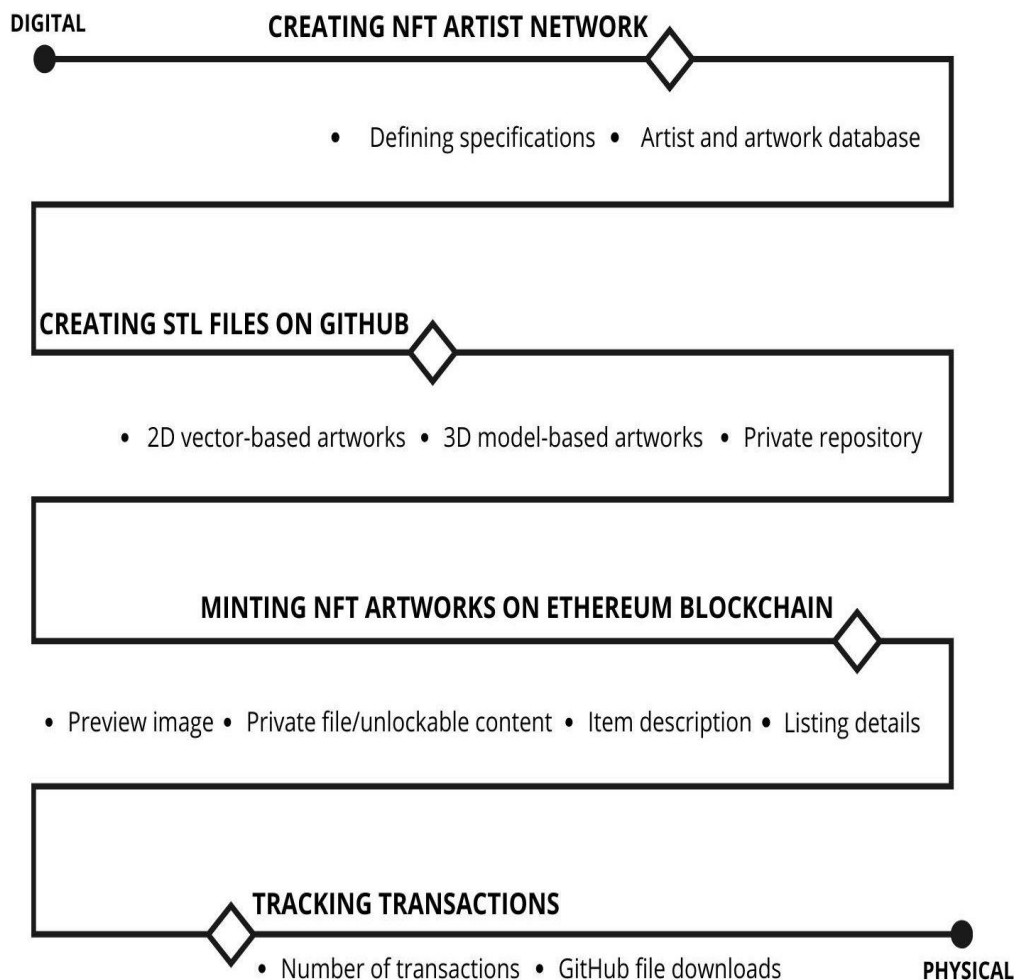 DIGITAL
CREATING NFT ARTIST NETWORK
• Defining specifications • Artist and artwork database
CREATING STL FILES ON GITHUB
• 2D vector-based artworks • 3D model-based artworks • Private repository
MINTING NFT ARTWORKS ON ETHEREUM BLOCKCHAIN
• Preview image • Private file/unlockable content • Item description • Listing details
TRACKING TRANSACTIONS
• Number of transactions • GitHub file downloads
PHYSICAL